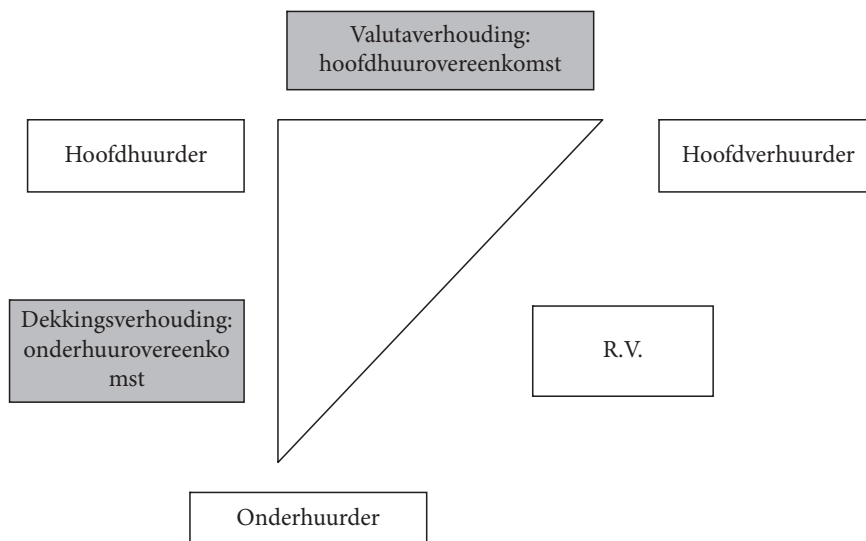 Valutaverhouding:
hoofdhuurovereenkomst
Hoofdhuurder
Hoofdverhuurder
Dekkingsverhouding:
onderhuurovereenko
mst
R.V.
Onderhuurder